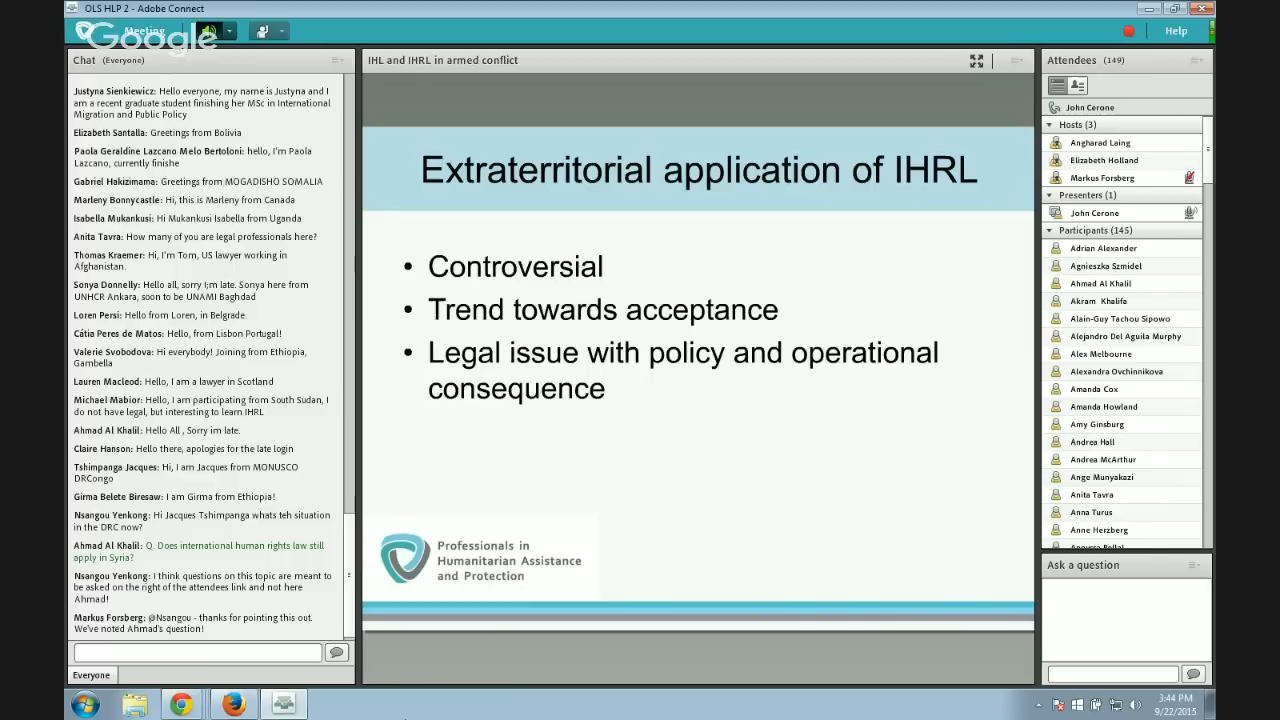 OLS HLP 2 - Adobe Connect
Meeting
Google
Help
Chat (Everyone)
Justyna Sienkiewicz: Hello everyone, my name is Justyna and I
am a recent graduate student finishing her MSc in International
Migration and Public Policy
Elizabeth Santalla: Greetings from Bolivia
Paola Geraldine Lazcano Melo Bertoloni: hello, I'm Paola
Lazcano, currently finishe
Gabriel Hakizimama: Greetings from MOGADISHO SOMALIA
Marleny Bonnycastle: Hi, this is Marleny from Canada
Isabella Mukankusi: Hi Mukankusi Isabella from Uganda
Anita Tavra: How many of you are legal professionals here?
Thomas Kraemer: Hi, I'm Tom, US lawyer working in
Afghanistan.
Sonya Donnelly: Hello all, sorry I;m late. Sonya here from
UNHCR Ankara, soon to be UNAMI Baghdad
Loren Persi: Hello from Loren, in Belgrade.
Cátia Peres de Matos: Hello, from Lisbon Portugal!
Valerie Svobodova: Hi everybody! Joining from Ethiopia,
Gambella
Lauren Macleod: Hello, I am a lawyer in Scotland
Michael Mabior: Hello, I am participating from South Sudan, I
do not have legal, but interesting to learn IHRL
Ahmad Al Khalil: Hello All , Sorry im late.
Claire Hanson: Hello there, apologies for the late login
Tshimpanga Jacques: Hi, I am Jacques from MONUSCO
DRCongo
Girma Belete Biresaw: I am Girma from Ethiopia!
Nsangou Yenkong: Hi Jacques Tshimpanga whats teh situation
in the DRC now?
Ahmad Al Khalil: Q. Does international human rights law still
apply in Syria?
Nsangou Yenkong: I think questions on this topic are meant to
be asked on the right of the attendees link and not here
Ahmad!
Markus Forsberg: @Nsangou - thanks for pointing this out.
We've noted Ahmad's question!
Everyone
IHL and IHRL in armed conflict
Extraterritorial application of IHRL
• Controversial
• Trend towards acceptance
• Legal issue with policy and operational
consequence
Professionals in
Humanitarian Assistance
and Protection
Attendees (149)
John Cerone
Hosts (3)
Angharad Laing
Elizabeth Holland
Markus Forsberg
Presenters (1)
John Cerone
Participants (145)
Adrian Alexander
Agnieszka Szmidel
Ahmad Al Khalil
Akram Khalifa
Alain-Guy Tachou Sipowo
Alejandro Del Aguila Murphy
Alex Melbourne
Alexandra Ovchinnikova
Amanda Cox
Amanda Howland
Amy Ginsburg
Andrea Hall
Andrea McArthur
Ange Munyakazi
Anita Tavra
Anna Turus
Anne Herzberg
Ask a question
3:44 PM
9/22/2015